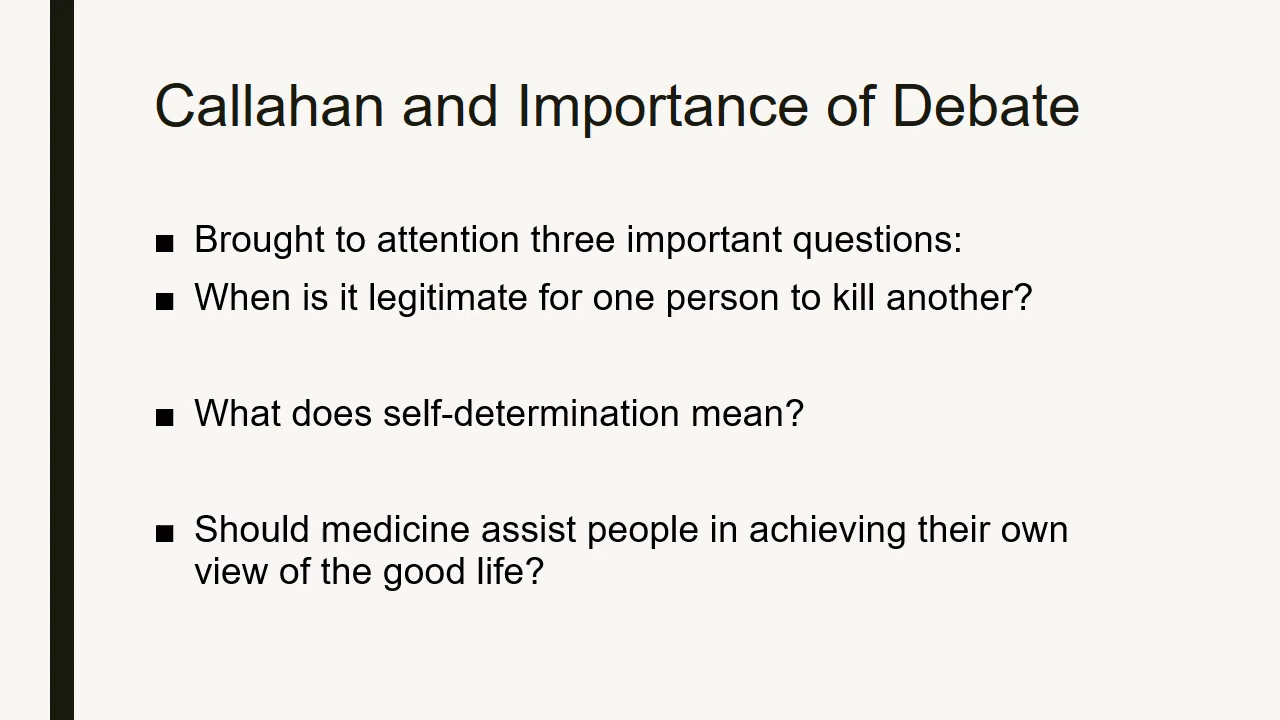 Callahan and Importance of Debate
■ Brought to attention three important questions:
■ When is it legitimate for one person to kill another?
■ What does self-determination mean?
■ Should medicine assist people in achieving their own
view of the good life?